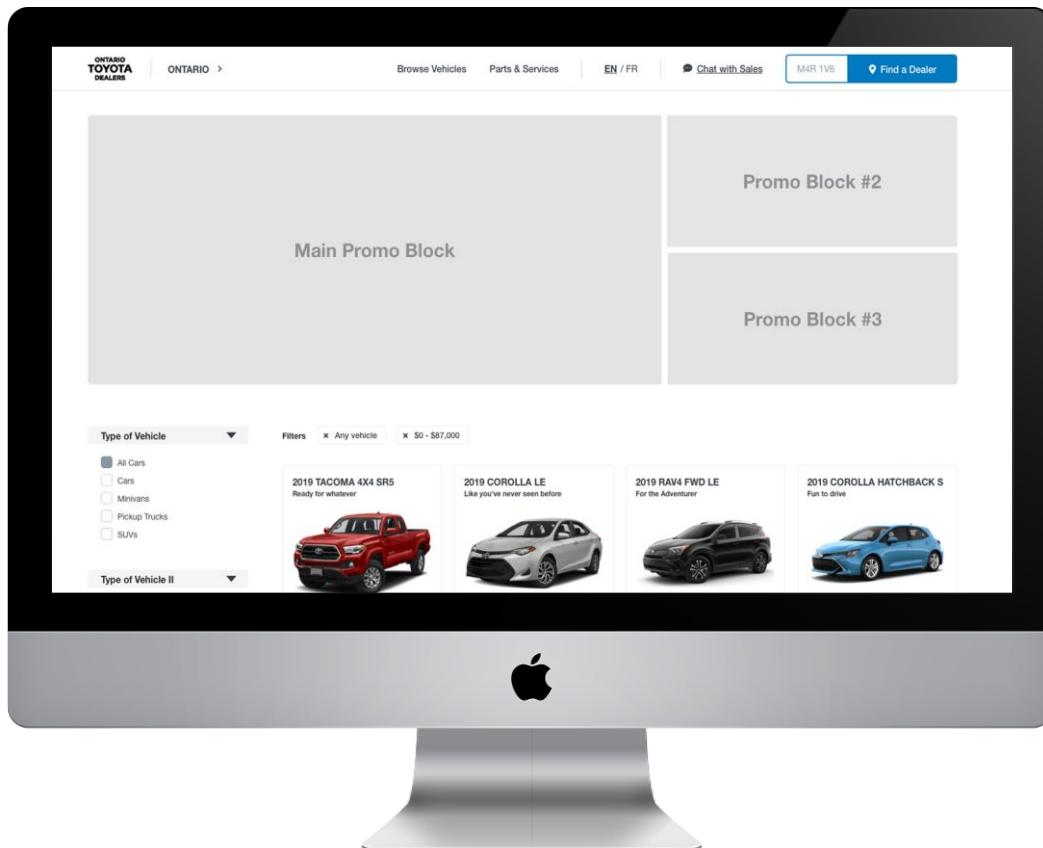 ONTARIO
TOYOTA
DEALERS
ONTARIO >
Browse Vehicles
Parts & Services
EN / FR
Chat with Sales
M4R 1V6
Find a Dealer
Main Promo Block
Promo Block #2
Promo Block #3
Type of Vehicle
All Cars
Cars
Minivans
Pickup Trucks
SUVs
Type of Vehicle II
Filters
× Any vehicle
× $0 - $87,000
2019 TACOMA 4X4 SR5
Ready for whatever
2019 COROLLA LE
Like you've never seen before
2019 RAV4 FWD LE
For the Adventurer
2019 COROLLA HATCHBACK S
Fun to drive